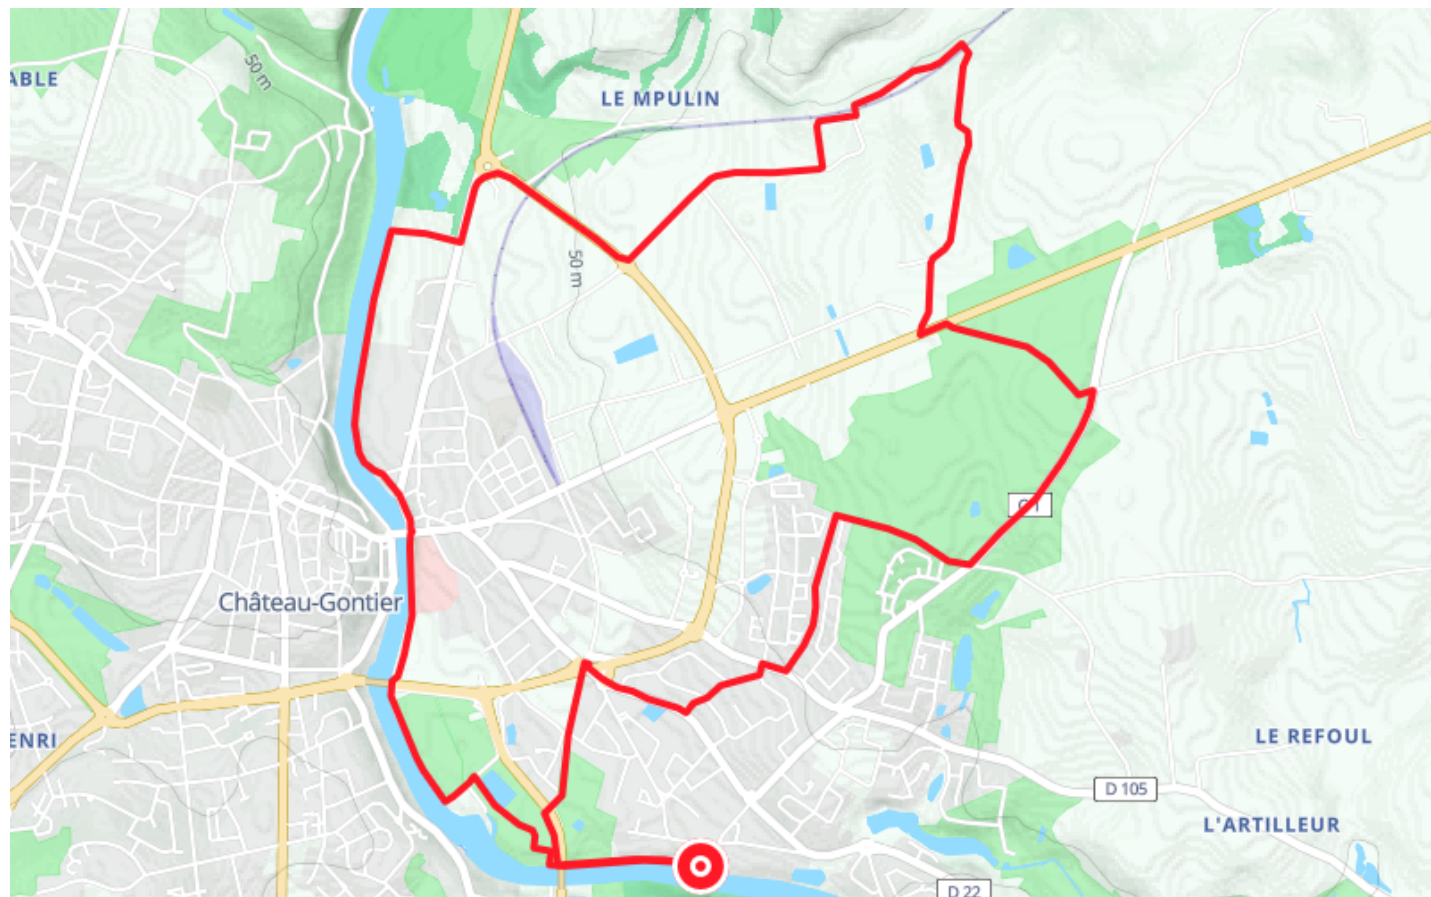 ABLE
50 m
LE MPULIN
50 m
Château-Gontier
ENRI
LE REFOUL
D 105
L'ARTILLEUR
D 22